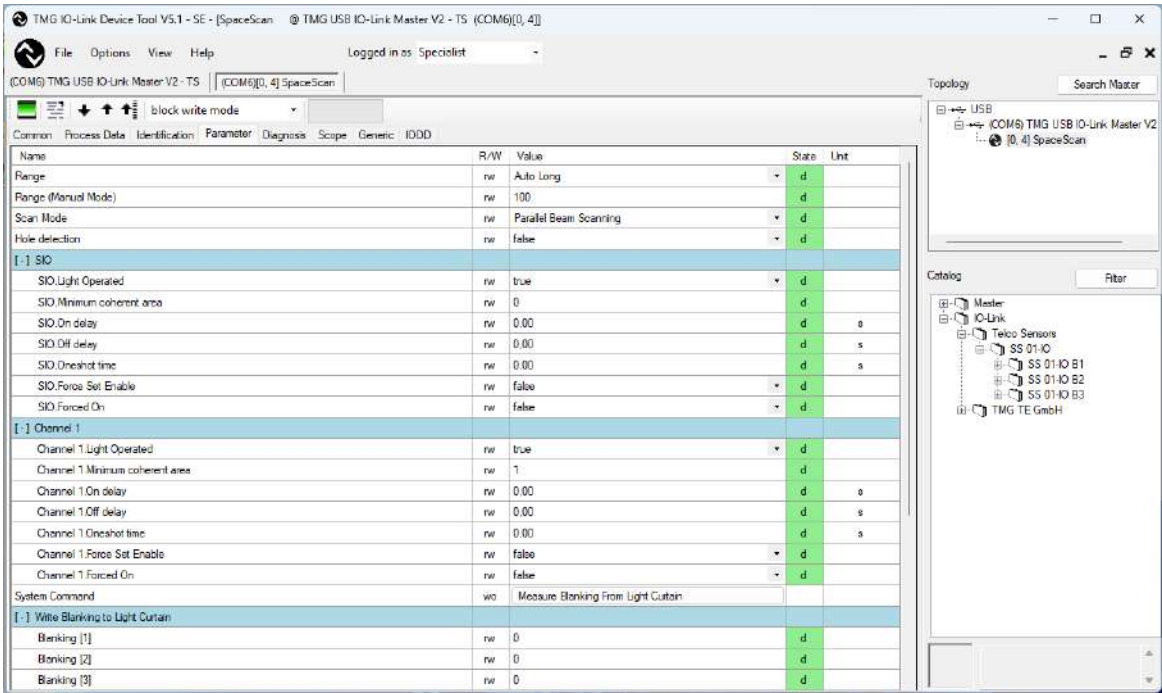 TMG IO-Link Device Tool V5.1 - SE - [SpaceScan @ TMG USB IO-Link Master V2 - TS (COM6)[0, 4]]
File Options View Help Logged in as Specialist
(COM6) TMG USB IO-Link Master V2 - TS (COM6)[0, 4] SpaceScan
block write mode
Common Process Data Identification Parameter Diagnosis Scope Generic IODD
Name R/W Value State Unit
Range rw Auto Long d
Range (Manual Mode) rw 100 d
Scan Mode rw Parallel Beam Scanning d
Hole detection rw false d
[-] SIO
SIO.Light Operated rw true d
SIO.Minimum coherent area rw 0 d
SIO.On delay rw 0.00 d s
SIO.Off delay rw 0.00 d s
SIO.Oneshot time rw 0.00 d s
SIO.Force Set Enable rw false d
SIO.Forced On rw false d
[-] Channel 1
Channel 1.Light Operated rw true d
Channel 1.Minimum coherent area rw 1 d
Channel 1.On delay rw 0.00 d s
Channel 1.Off delay rw 0.00 d s
Channel 1.Oneshot time rw 0.00 d s
Channel 1.Force Set Enable rw false d
Channel 1.Forced On rw false d
System Command wo Measure Blanking From Light Curtain
[-] Write Blanking to Light Curtain
Blanking [1] rw 0 d
Blanking [2] rw 0 d
Blanking [3] rw 0 d
Topology Search Master
USB
(COM6) TMG USB IO-Link Master V2
[0, 4] SpaceScan
Catalog Filter
Master
IO-Link
Telco Sensors
SS 01-IO
SS 01-IO B1
SS 01-IO B2
SS 01-IO B3
TMG TE GmbH